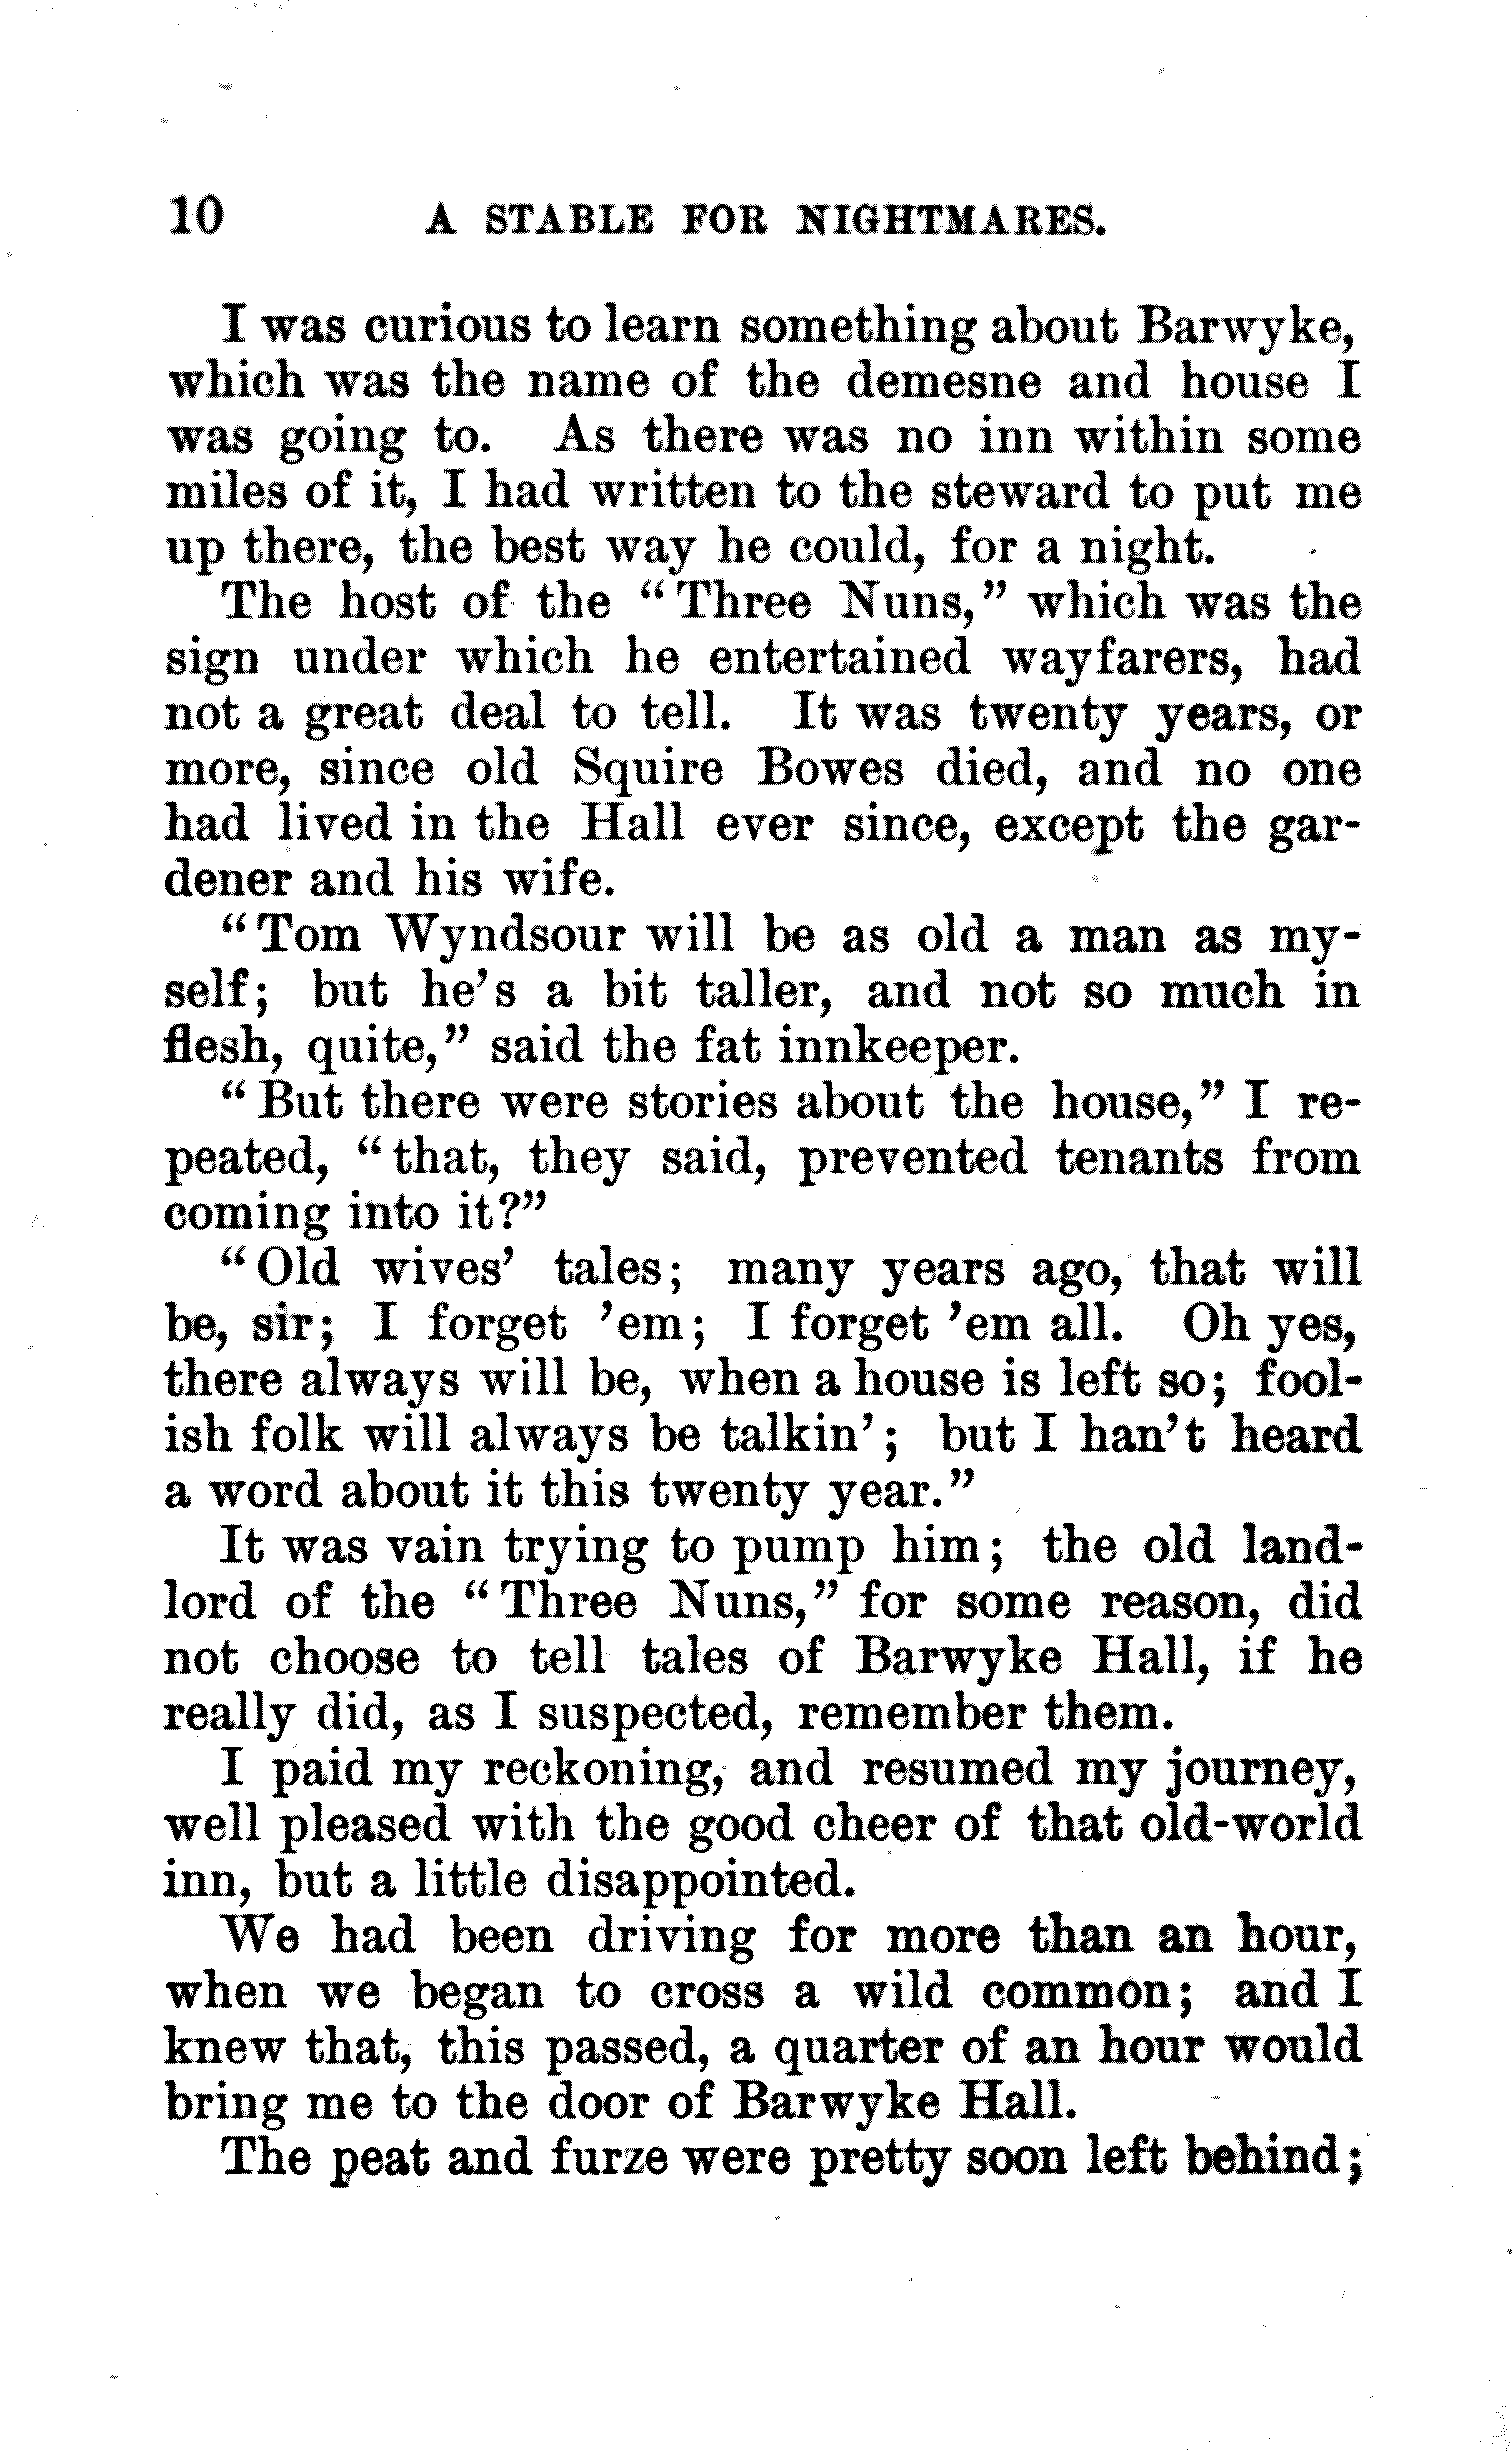 10 A STABLE FOR NIGHTMARES.
I was curious to learn something about Barwyke,
which was the name of the demesne and house I
was going to. As there was no inn within some
miles of it, I had written to the steward to put me
up there, the best way he could, for a night.
The host of the “Three Nuns,” which was the
sign under which he entertained wayfarers, had
not a great deal to tell. It was twenty years, or
more, since old Squire Bowes died, and no one
had lived in the Hall ever since, except the gar-
dener and his wife.
“Tom Wyndsour will be as old a man as my-
self; but he’s a bit taller, and not so much in
flesh, quite,” said the fat innkeeper.
“But there were stories about the house,” I re-
peated, “that, they said, prevented tenants from
coming into it?”
“Old wives’ tales; many years ago, that will
be, sir; I forget ’em; I forget ’em all. Oh yes,
there always will be, when a house is left so; fool-
ish folk will always be talkin’; but I han’t heard
a word about it this twenty year.”
It was vain trying to pump him; the old land-
lord of the “Three Nuns,” for some reason, did
not choose to tell tales of Barwyke Hall, if he
really did, as I suspected, remember them.
I paid my reckoning, and resumed my journey,
well pleased with the good cheer of that old-world
inn, but a little disappointed.
We had been driving for more than an hour,
when we began to cross a wild common; and I
knew that, this passed, a quarter of an hour would
bring me to the door of Barwyke Hall.
The peat and furze were pretty soon left behind;